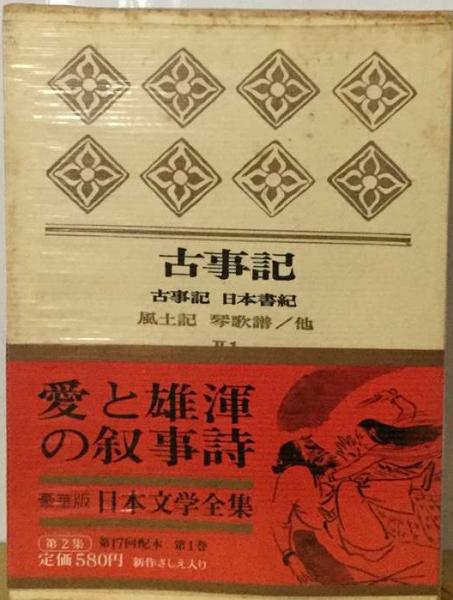 古事記
古事記 日本書紀
風土記 琴歌譜／他
II1
愛と雄渾
の叙事詩
豪華版 日本文学全集
第2集 第17回配本 第1巻
定価580円 新作さしえ入り